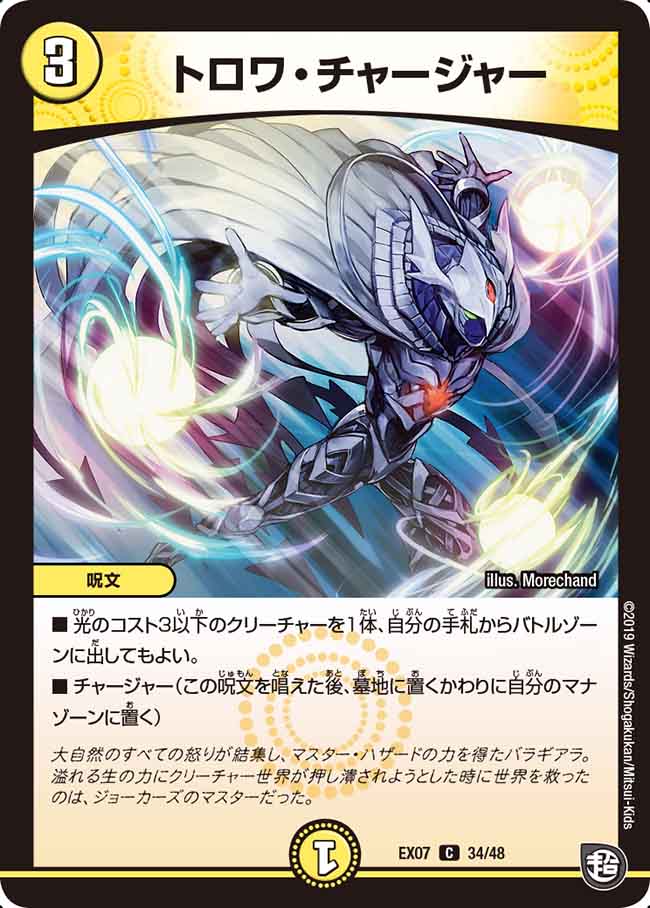 3
トロワ・チャージャー
呪文
illus. Morechand
■ 光のコスト3以下のクリーチャーを1体、自分の手札からバトルゾー
ンに出してもよい。
■ チャージャー(この呪文を唱えた後、墓地に置くかわりに自分のマナ
ゾーンに置く)
大自然のすべての怒りが結集し、マスター・ハザードの力を得たバラギアラ。
溢れる生の力にクリーチャー世界が押し潰されようとした時に世界を救った
のは、ジョーカーズのマスターだった。
©2019 Wizards/Shogakukan/Mitsui-Kids
1
EX07 C 34/48
超